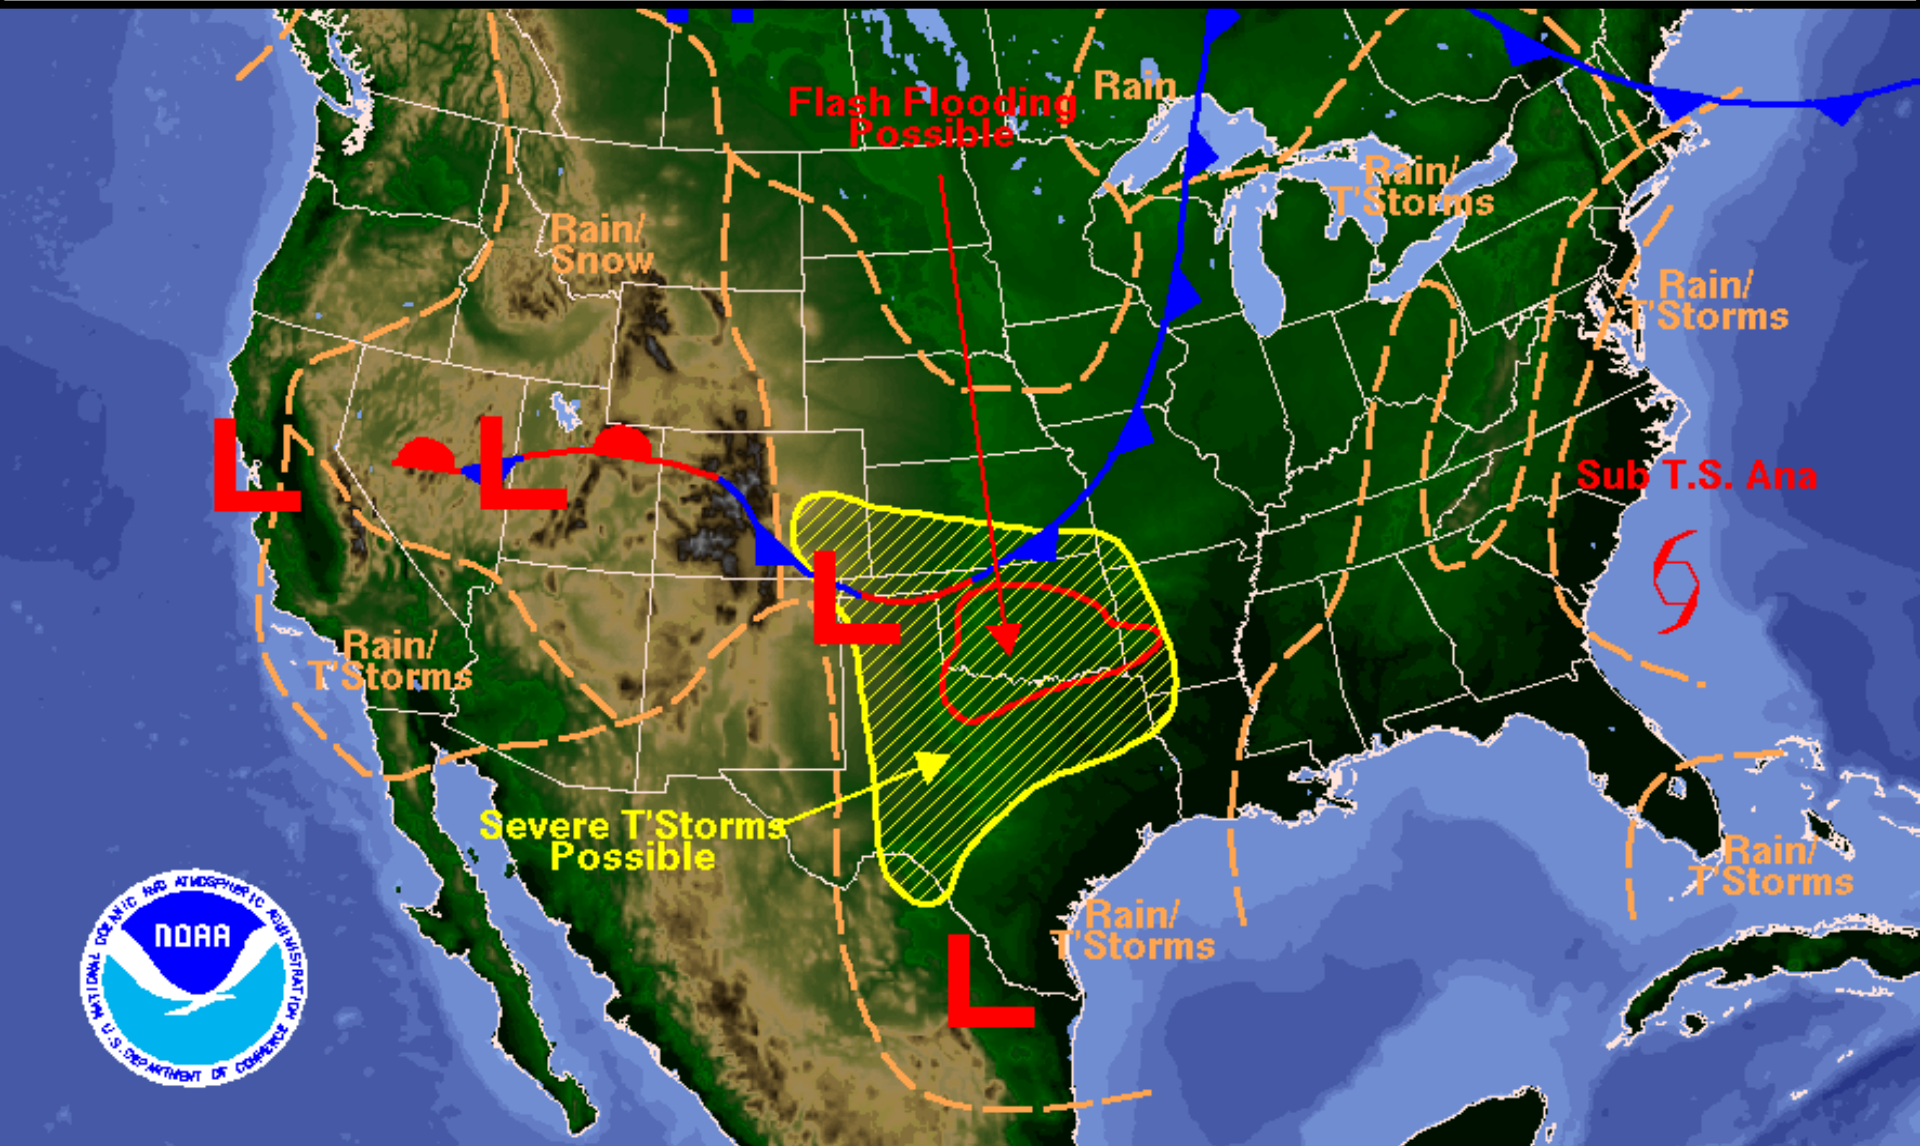 Rain
Flash Flooding
Possible
Rain/
T'Storms
Rain/
Snow
Rain/
T'Storms
Sub T.S. Ana
Rain/
T'Storms
L
L
L
Severe T'Storms
Possible
Rain/
T'Storms
Rain/
T'Storms
L
NOAA
NATIONAL OCEANIC AND ATMOSPHERIC ADMINISTRATION
U.S. DEPARTMENT OF COMMERCE